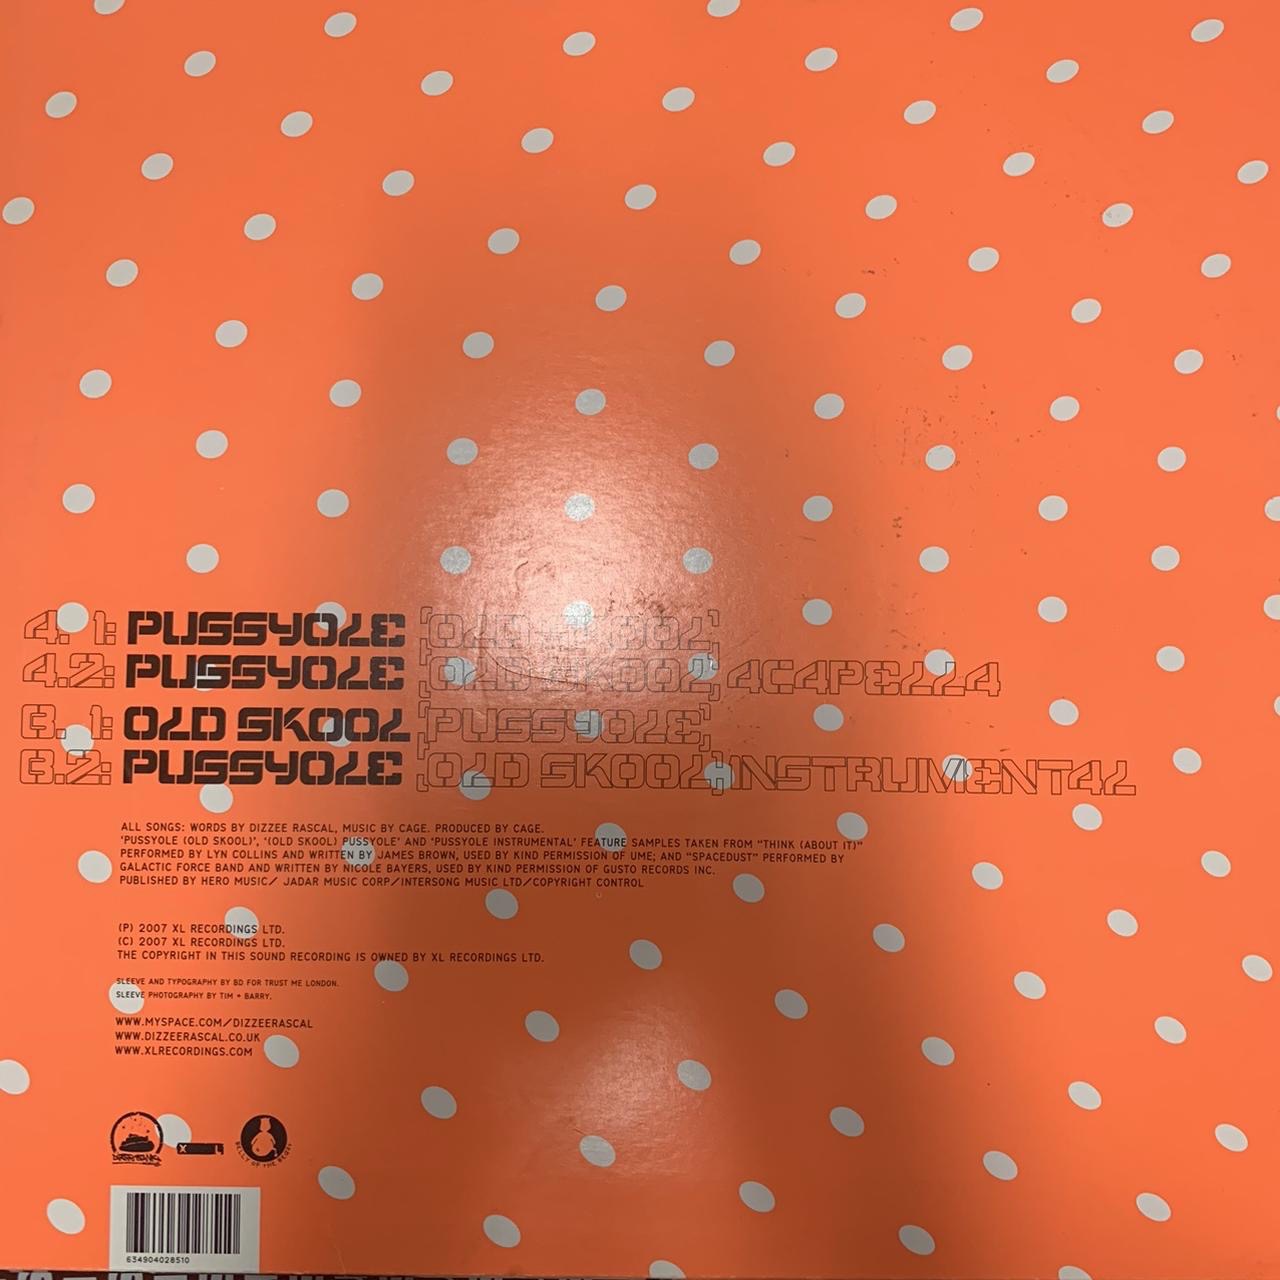 A.1: PUSSYOLE [OLD SKOOL]
A.2: PUSSYOLE [OLD SKOOL] ACAPELLA
B.1: OLD SKOOL [PUSSYOLE]
B.2: PUSSYOLE [OLD SKOOL] INSTRUMENTAL
ALL SONGS: WORDS BY DIZZEE RASCAL, MUSIC BY CAGE. PRODUCED BY CAGE.
'PUSSYOLE (OLD SKOOL)', '(OLD SKOOL) PUSSYOLE' AND 'PUSSYOLE INSTRUMENTAL' FEATURE SAMPLES TAKEN FROM "THINK (ABOUT IT)"
PERFORMED BY LYN COLLINS AND WRITTEN BY JAMES BROWN, USED BY KIND PERMISSION OF UME; AND "SPACEDUST" PERFORMED BY
GALACTIC FORCE BAND AND WRITTEN BY NICOLE BAYERS, USED BY KIND PERMISSION OF GUSTO RECORDS INC.
PUBLISHED BY HERO MUSIC/ JADAR MUSIC CORP/INTERSONG MUSIC LTD/COPYRIGHT CONTROL
(P) 2007 XL RECORDINGS LTD.
(C) 2007 XL RECORDINGS LTD.
THE COPYRIGHT IN THIS SOUND RECORDING IS OWNED BY XL RECORDINGS LTD.
SLEEVE AND TYPOGRAPHY BY BD FOR TRUST ME LONDON.
SLEEVE PHOTOGRAPHY BY TIM + BARRY.
WWW.MYSPACE.COM/DIZZEERASCAL
WWW.DIZZEERASCAL.CO.UK
WWW.XLRECORDINGS.COM
X L
BELLY OF THE BEAST
634904028510